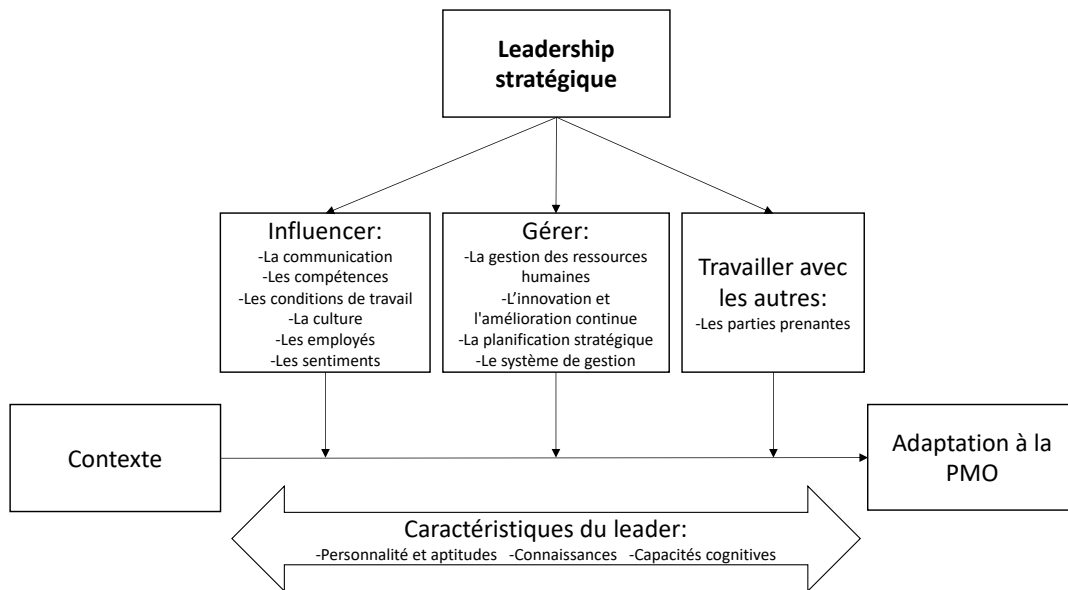 Leadership
stratégique
Influencer:
-La communication
-Les compétences
-Les conditions de travail
-La culture
-Les employés
-Les sentiments
Gérer:
-La gestion des ressources
humaines
-L'innovation et
l'amélioration continue
-La planification stratégique
-Le système de gestion
Travailler avec
les autres:
-Les parties prenantes
Contexte
Adaptation à la
PMO
Caractéristiques du leader:
-Personnalité et aptitudes -Connaissances -Capacités cognitives